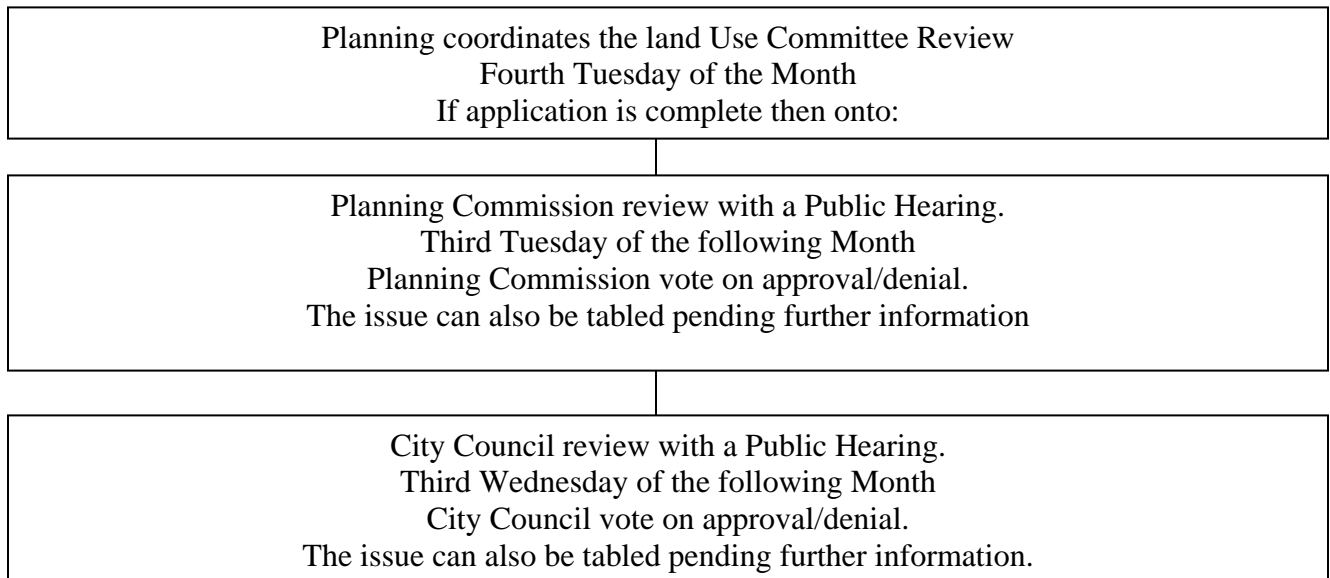 Planning coordinates the land Use Committee Review
Fourth Tuesday of the Month
If application is complete then onto:
Planning Commission review with a Public Hearing.
Third Tuesday of the following Month
Planning Commission vote on approval/denial.
The issue can also be tabled pending further information
City Council review with a Public Hearing.
Third Wednesday of the following Month
City Council vote on approval/denial.
The issue can also be tabled pending further information.